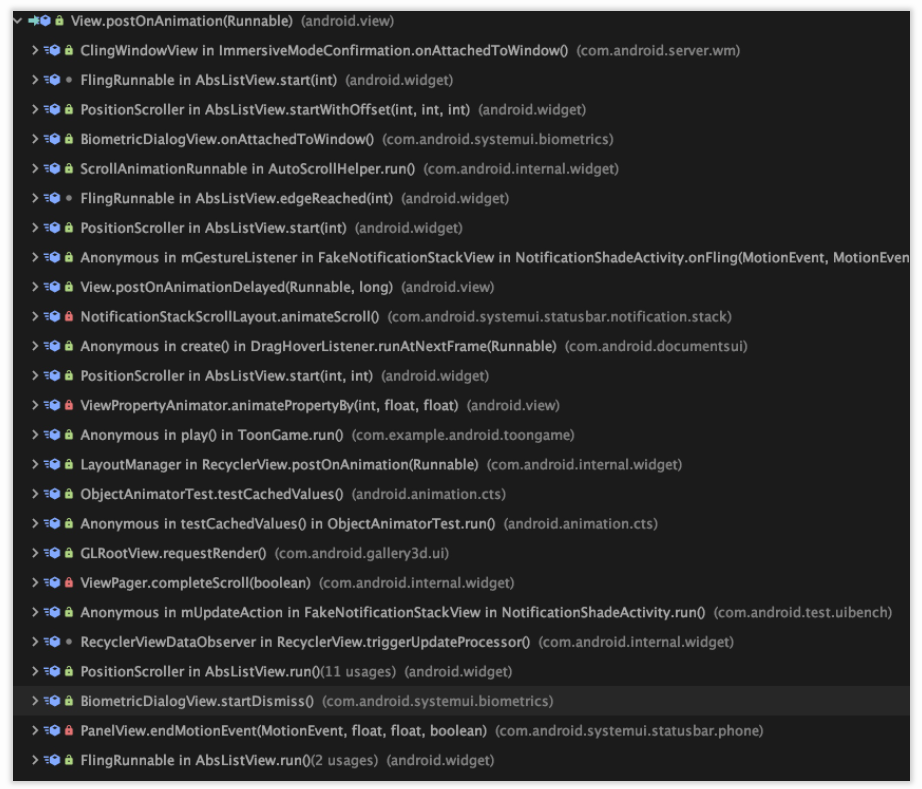 View.postOnAnimation(Runnable) (android.view)
ClingWindowView in ImmersiveModeConfirmation.onAttachedToWindow() (com.android.server.wm)
FlingRunnable in AbsListView.start(int) (android.widget)
PositionScroller in AbsListView.startWithOffset(int, int, int) (android.widget)
BiometricDialogView.onAttachedToWindow() (com.android.systemui.biometrics)
ScrollAnimationRunnable in AutoScrollHelper.run() (com.android.internal.widget)
FlingRunnable in AbsListView.edgeReached(int) (android.widget)
PositionScroller in AbsListView.start(int) (android.widget)
Anonymous in mGestureListener in FakeNotificationStackView in NotificationShadeActivity.onFling(MotionEvent, MotionEven
View.postOnAnimationDelayed(Runnable, long) (android.view)
NotificationStackScrollLayout.animateScroll() (com.android.systemui.statusbar.notification.stack)
Anonymous in create() in DragHoverListener.runAtNextFrame(Runnable) (com.android.documentsui)
PositionScroller in AbsListView.start(int, int) (android.widget)
ViewPropertyAnimator.animatePropertyBy(int, float, float) (android.view)
Anonymous in play() in ToonGame.run() (com.example.android.toongame)
LayoutManager in RecyclerView.postOnAnimation(Runnable) (com.android.internal.widget)
ObjectAnimatorTest.testCachedValues() (android.animation.cts)
Anonymous in testCachedValues() in ObjectAnimatorTest.run() (android.animation.cts)
GLRootView.requestRender() (com.android.gallery3d.ui)
ViewPager.completeScroll(boolean) (com.android.internal.widget)
Anonymous in mUpdateAction in FakeNotificationStackView in NotificationShadeActivity.run() (com.android.test.uibench)
RecyclerViewDataObserver in RecyclerView.triggerUpdateProcessor() (com.android.internal.widget)
PositionScroller in AbsListView.run()(11 usages) (android.widget)
BiometricDialogView.startDismiss() (com.android.systemui.biometrics)
PanelView.endMotionEvent(MotionEvent, float, float, boolean) (com.android.systemui.statusbar.phone)
FlingRunnable in AbsListView.run()(2 usages) (android.widget)